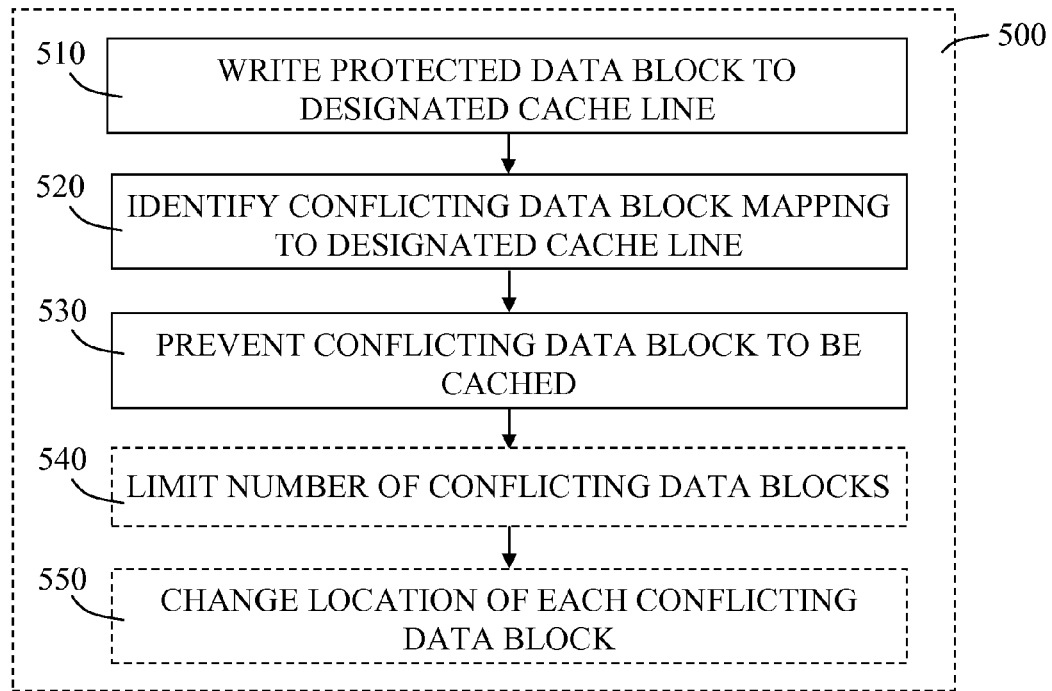 500
510
WRITE PROTECTED DATA BLOCK TO
DESIGNATED CACHE LINE
520
IDENTIFY CONFLICTING DATA BLOCK MAPPING
TO DESIGNATED CACHE LINE
530
PREVENT CONFLICTING DATA BLOCK TO BE
CACHED
540
LIMIT NUMBER OF CONFLICTING DATA BLOCKS
550
CHANGE LOCATION OF EACH CONFLICTING
DATA BLOCK